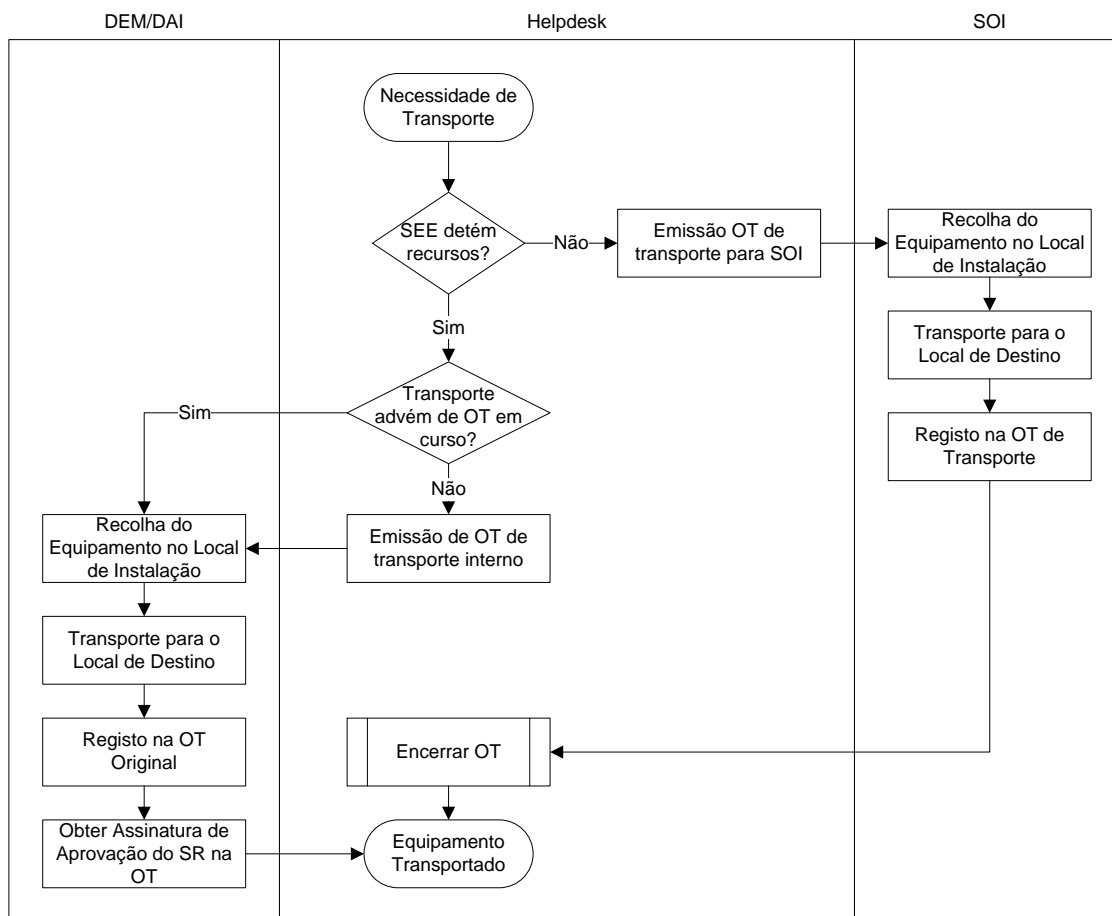 DEM/DAI
Helpdesk
SOI
Necessidade de
Transporte
SEE detém
recursos?
Não
Emissão OT de
transporte para SOI
Recolha do
Equipamento no Local
de Instalação
Sim
Transporte para o
Local de Destino
Transporte
advém de OT em
curso?
Sim
Registo na OT de
Transporte
Não
Recolha do
Equipamento no Local
de Instalação
Emissão de OT de
transporte interno
Transporte para o
Local de Destino
Registo na OT
Original
Encerrar OT
Obter Assinatura de
Aprovação do SR na
OT
Equipamento
Transportado